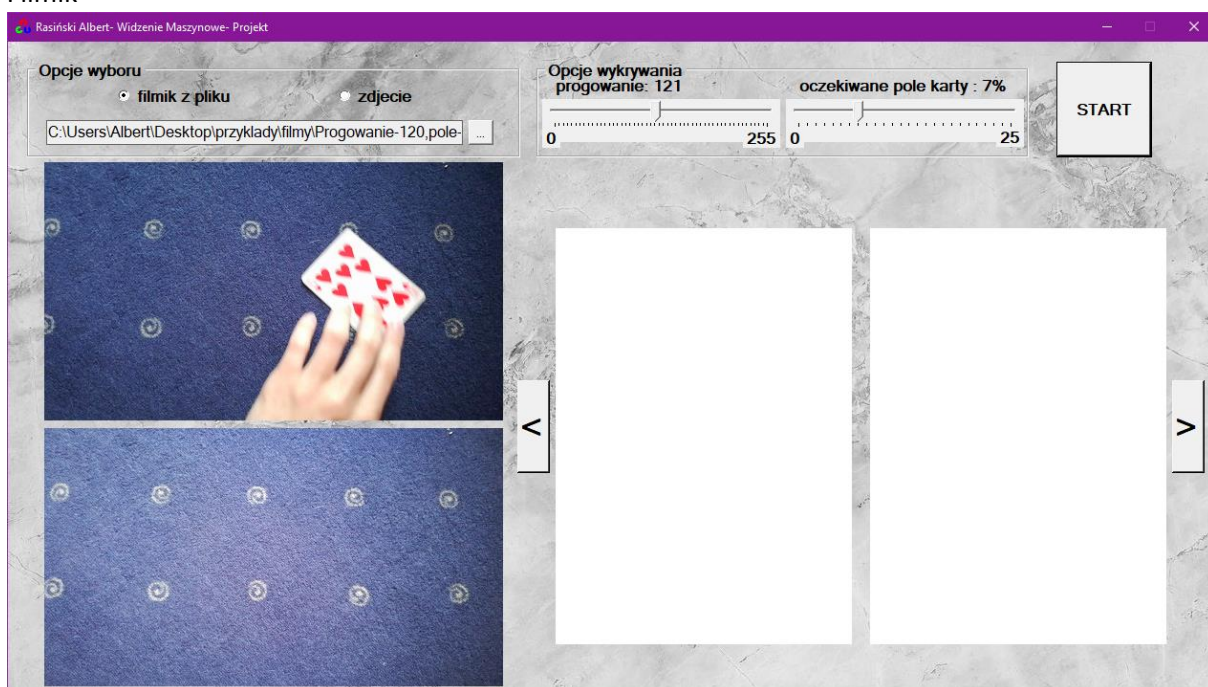 Rasiński Albert- Widzenie Maszynowe- Projekt
Opcje wyboru
filmik z pliku
zdjecie
C:\Users\Albert\Desktop\przyklady\filmy\Progowanie-120,pole-
...
Opcje wykrywania
progowanie: 121
0
255
oczekiwane pole karty : 7%
0
25
START
<
>